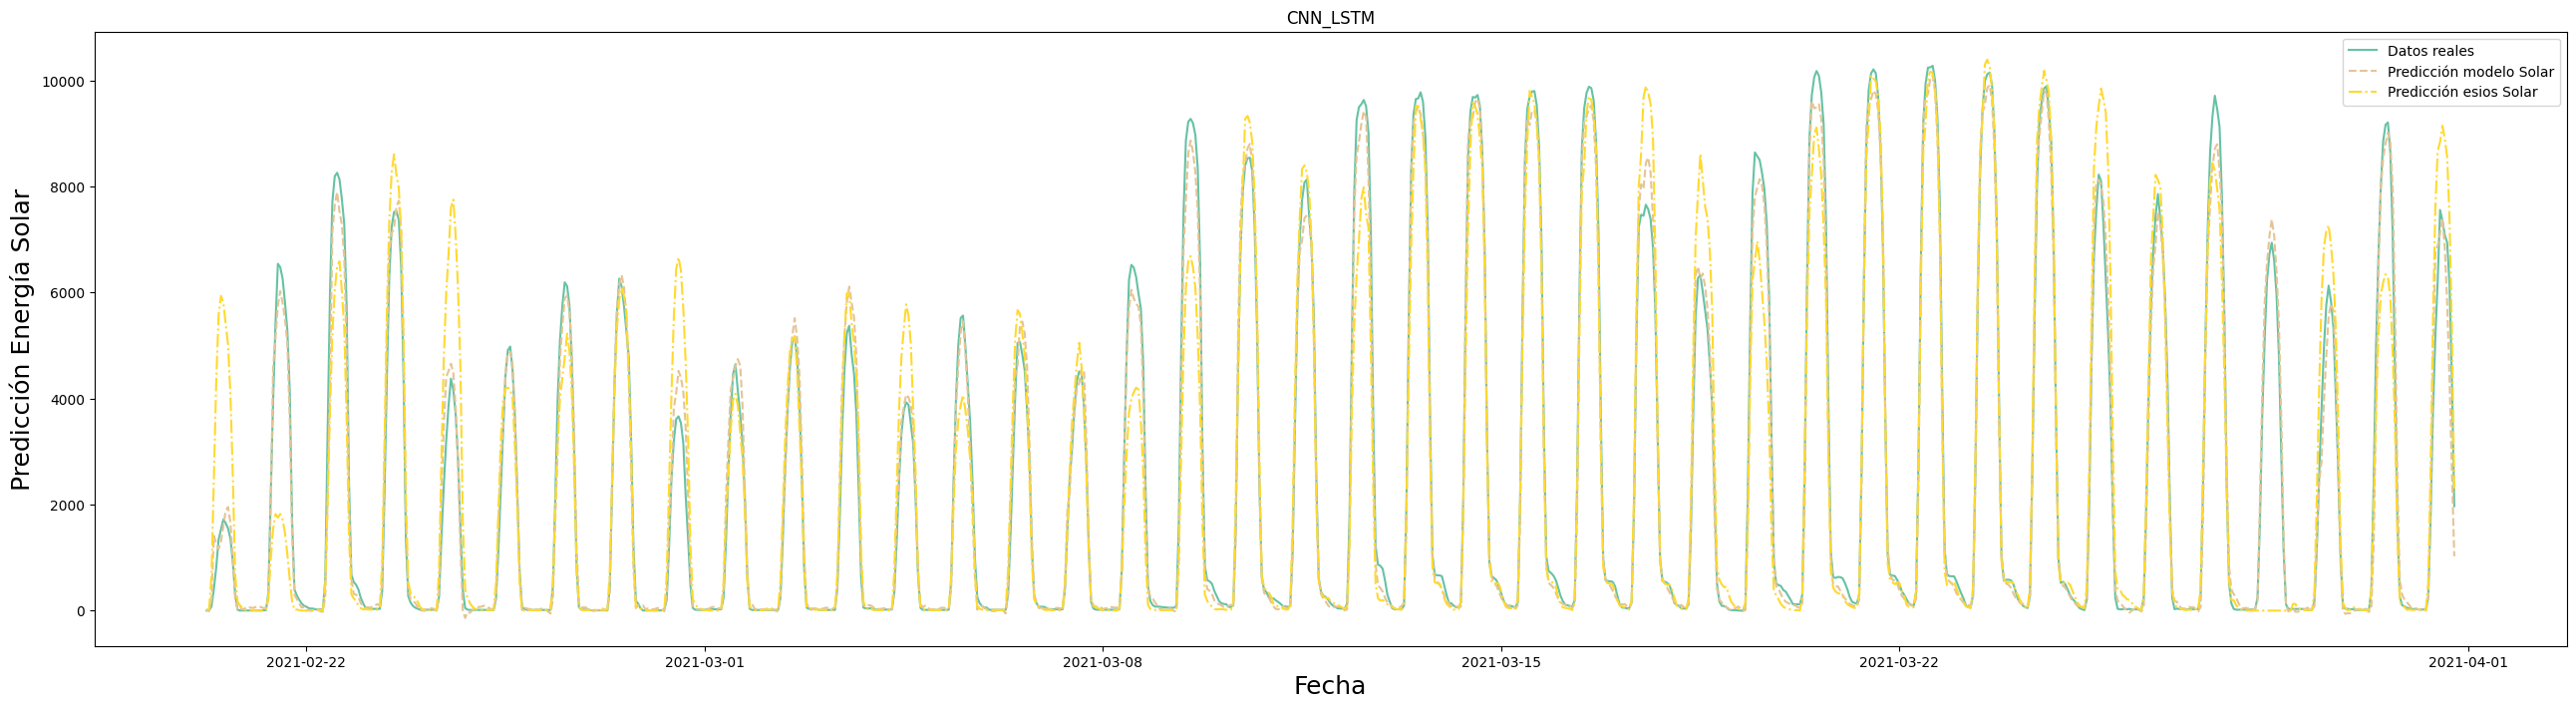 CNN_LSTM
Datos reales
Predicción modelo Solar
Predicción esios Solar
Predicción Energía Solar
10000
8000
6000
4000
2000
0
2021-02-22
2021-03-01
2021-03-08
2021-03-15
2021-03-22
2021-04-01
Fecha